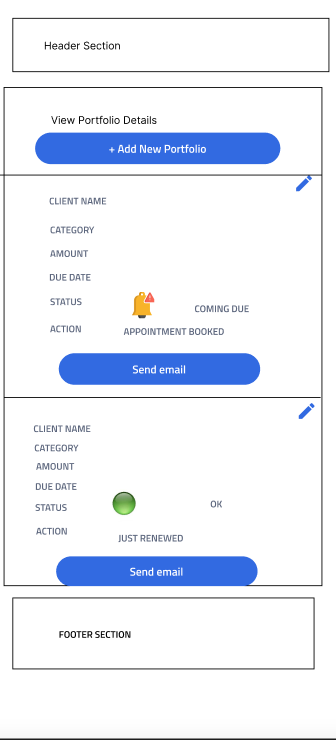 Header Section
View Portfolio Details
+ Add New Portfolio
CLIENT NAME
CATEGORY
AMOUNT
DUE DATE
STATUS COMING DUE
ACTION APPOINTMENT BOOKED
Send email
CLIENT NAME
CATEGORY
AMOUNT
DUE DATE
STATUS OK
ACTION JUST RENEWED
Send email
FOOTER SECTION